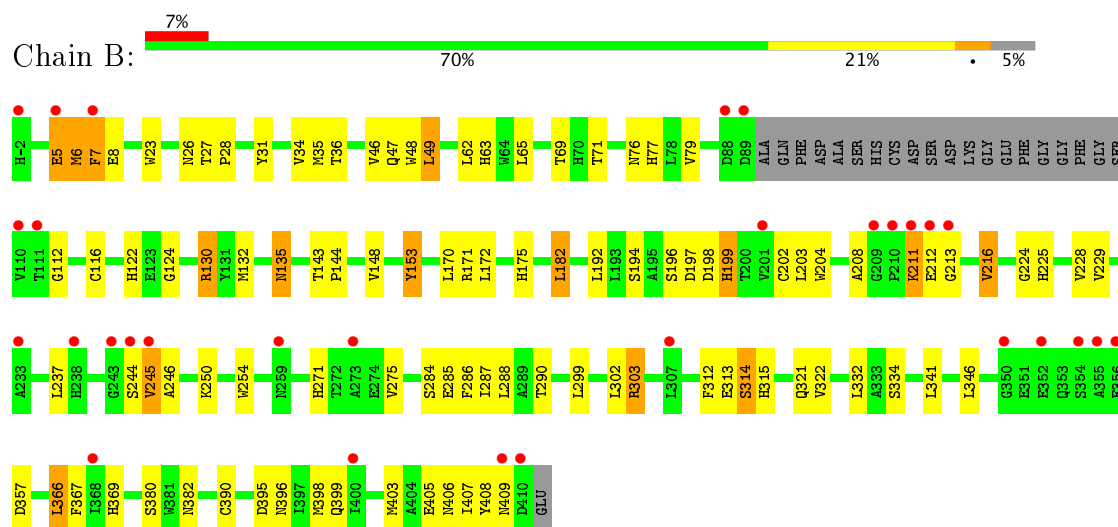 7%
Chain B:
70% 21% • 5%
H-2 E5 M6 F7 E8 W23 N26 T27 P28 Y31 V34 M35 T36 V46 Q47 W48 L49 L62 H63 W64 L65 T69 H70 T71 N76 H77 L78 V79 D88 D89 ALA GLN PHE ASP ALA SER HIS CYS ASP SER ASP LYS GLY GLU PHE GLY GLY PHE GLY SER
V110 T111 G112 C116 H122 E123 G124 R130 Y131 M132 N135 T143 P144 V148 Y153 L170 R171 L172 H175 L182 L192 L193 S194 A195 S196 D197 D198 H199 T200 V201 C202 L203 W204 A208 G209 P210 K211 E212 G213 V216 G224 H225 V228 V229
A233 L237 H238 G243 S244 V245 A246 K250 W254 N259 H271 T272 A273 E274 V275 S284 E285 F286 I287 L288 A289 T290 L299 L302 R303 L307 F312 E313 S314 H315 Q321 V322 L332 A333 S334 L341 L346 G350 E351 E352 Q353 S354 A355
D357 L366 F367 I368 H369 S380 W381 N382 C390 D395 N396 I397 M398 Q399 I400 M403 A404 E405 N406 I407 Y408 N409 D410 GLU